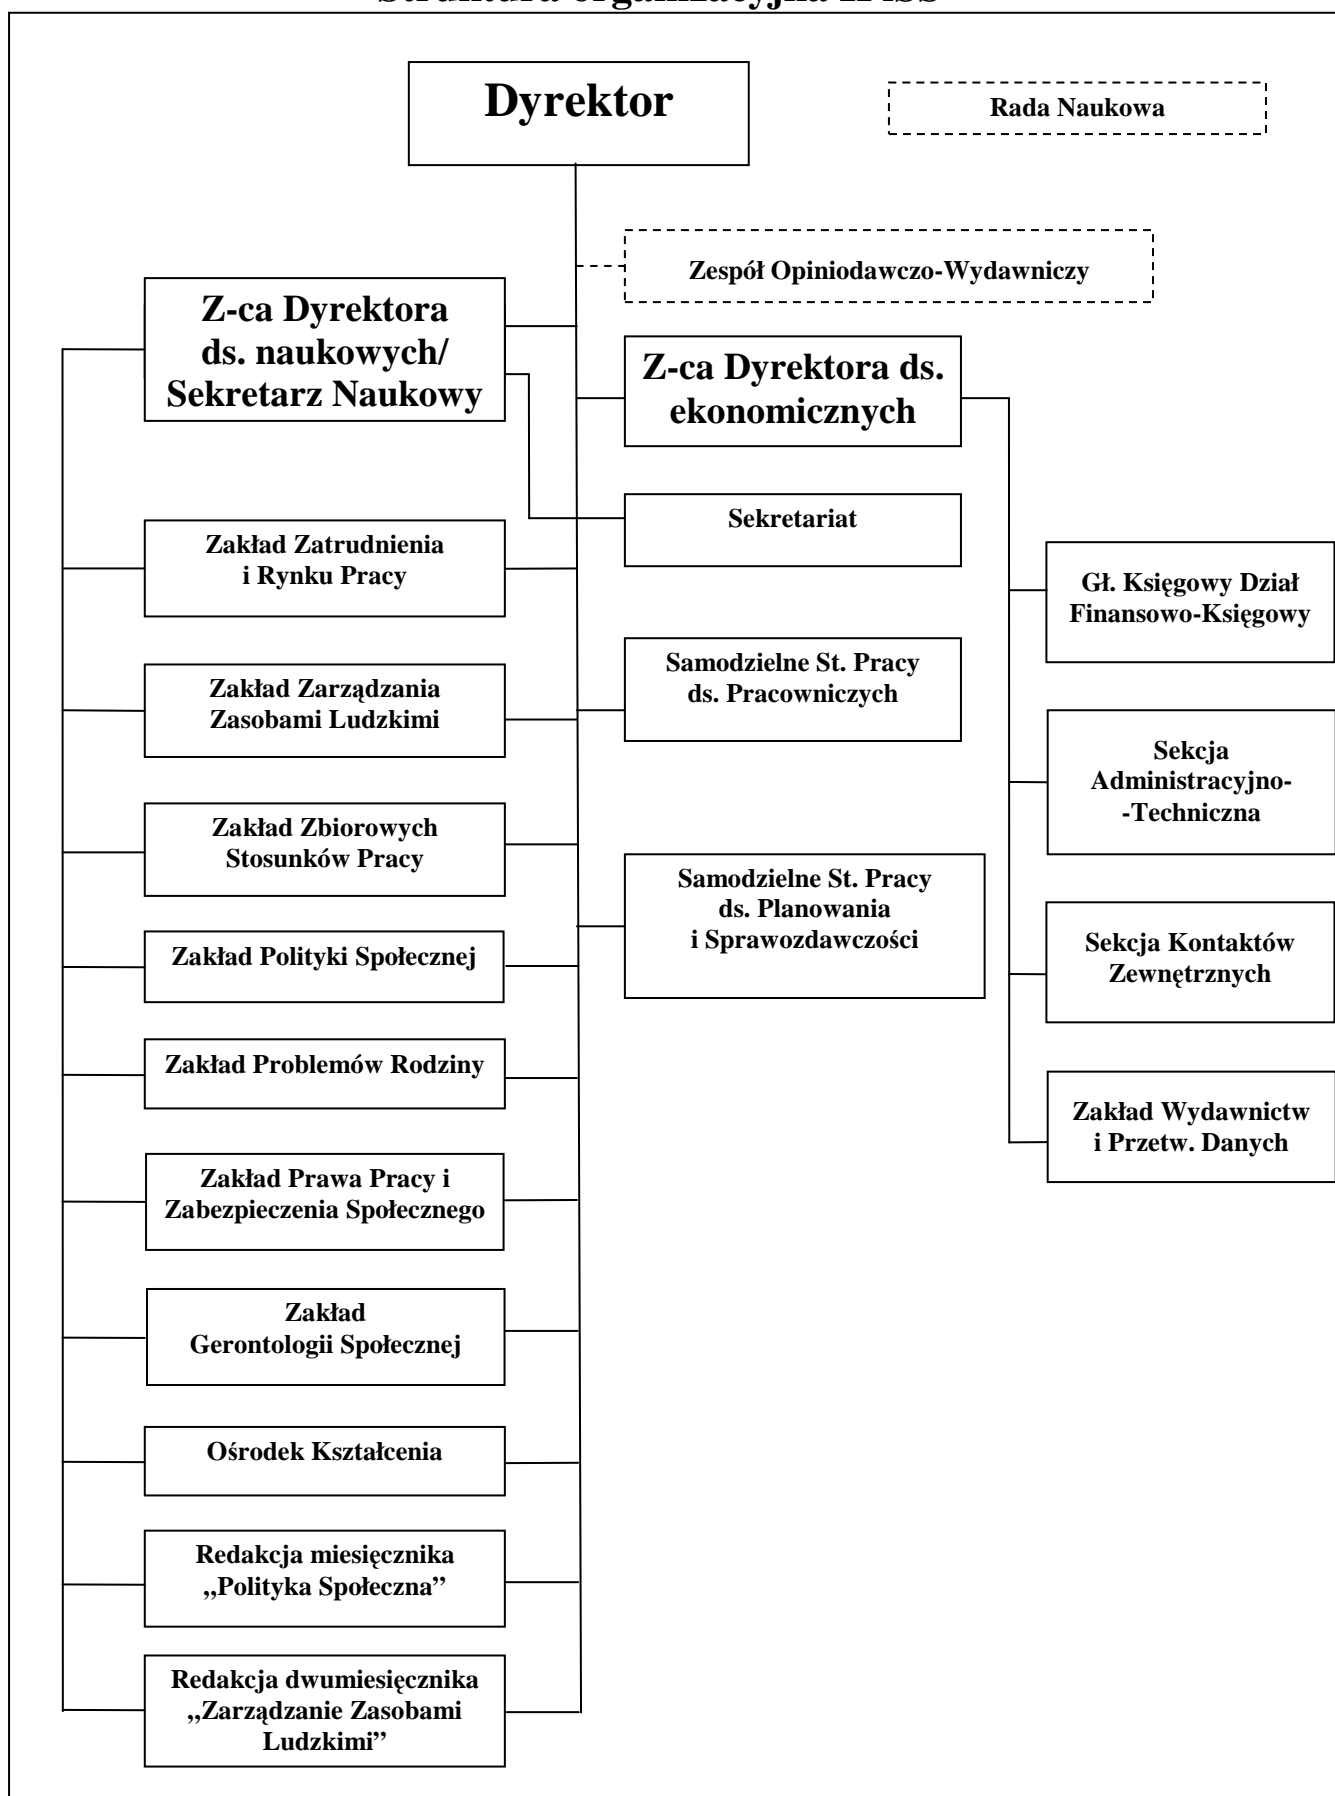 Struktura organizacyjna
Dyrektor
Rada Naukowa
Zespół Opiniodawczo-Wydawniczy
Z-ca Dyrektora
ds. naukowych/
Sekretarz Naukowy
Z-ca Dyrektora ds.
ekonomicznych
Sekretariat
Zakład Zatrudnienia
i Rynku Pracy
Gł. Księgowy Dział
Finansowo-Księgowy
Samodzielne St. Pracy
ds. Pracowniczych
Zakład Zarządzania
Zasobami Ludzkimi
Sekcja
Administracyjno-
-Techniczna
Zakład Zbiorowych
Stosunków Pracy
Samodzielne St. Pracy
ds. Planowania
i Sprawozdawczości
Zakład Polityki Społecznej
Sekcja Kontaktów
Zewnętrznych
Zakład Problemów Rodziny
Zakład Wydawnictw
i Przetw. Danych
Zakład Prawa Pracy i
Zabezpieczenia Społecznego
Zakład
Gerontologii Społecznej
Ośrodek Kształcenia
Redakcja miesięcznika
„Polityka Społeczna”
Redakcja dwumiesięcznika
„Zarządzanie Zasobami
Ludzkimi”